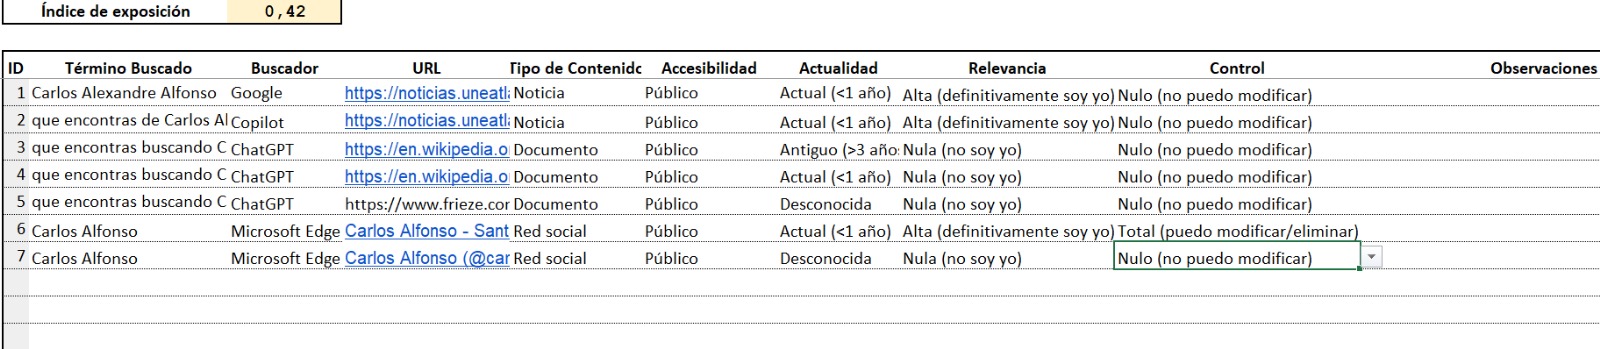 Índice de exposición 0,42
ID Término Buscado Buscador URL Tipo de Contenido Accesibilidad Actualidad Relevancia Control Observaciones
1 Carlos Alexandre Alfonso Google https://noticias.uneatla Noticia Público Actual (<1 año) Alta (definitivamente soy yo) Nulo (no puedo modificar)
2 que encontras de Carlos Al Copilot https://noticias.uneatla Noticia Público Actual (<1 año) Alta (definitivamente soy yo) Nulo (no puedo modificar)
3 que encontras buscando C ChatGPT https://en.wikipedia.o Documento Público Antiguo (>3 año Nula (no soy yo) Nulo (no puedo modificar)
4 que encontras buscando C ChatGPT https://en.wikipedia.o Documento Público Actual (<1 año) Nula (no soy yo) Nulo (no puedo modificar)
5 que encontras buscando C ChatGPT https://www.frieze.cor Documento Público Desconocida Nula (no soy yo) Nulo (no puedo modificar)
6 Carlos Alfonso Microsoft Edge Carlos Alfonso - Sant Red social Público Actual (<1 año) Alta (definitivamente soy yo) Total (puedo modificar/eliminar)
7 Carlos Alfonso Microsoft Edge Carlos Alfonso (@car Red social Público Desconocida Nula (no soy yo) Nulo (no puedo modificar)